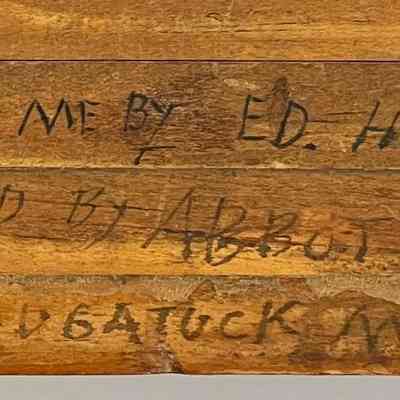 ME BY ED. H
D BY ABBOT
DGATUCK M